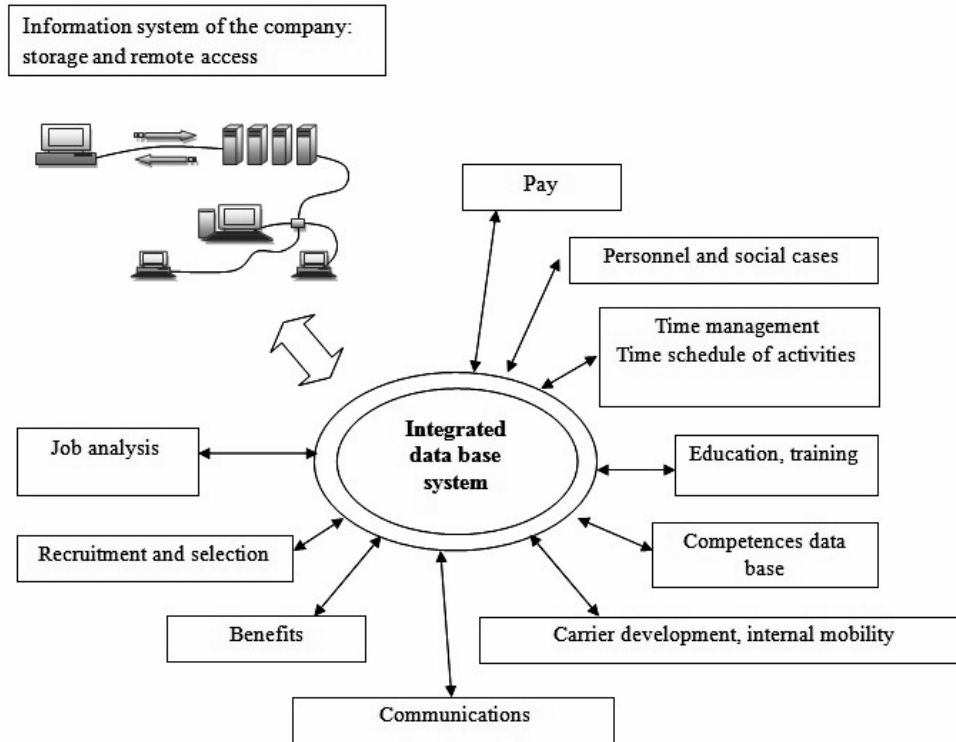 Information system of the company:
storage and remote access
Pay
Personnel and social cases
Time management
Time schedule of activities
Integrated
data base
system
Job analysis
Education, training
Recruitment and selection
Competences data
base
Benefits
Carrier development, internal mobility
Communications